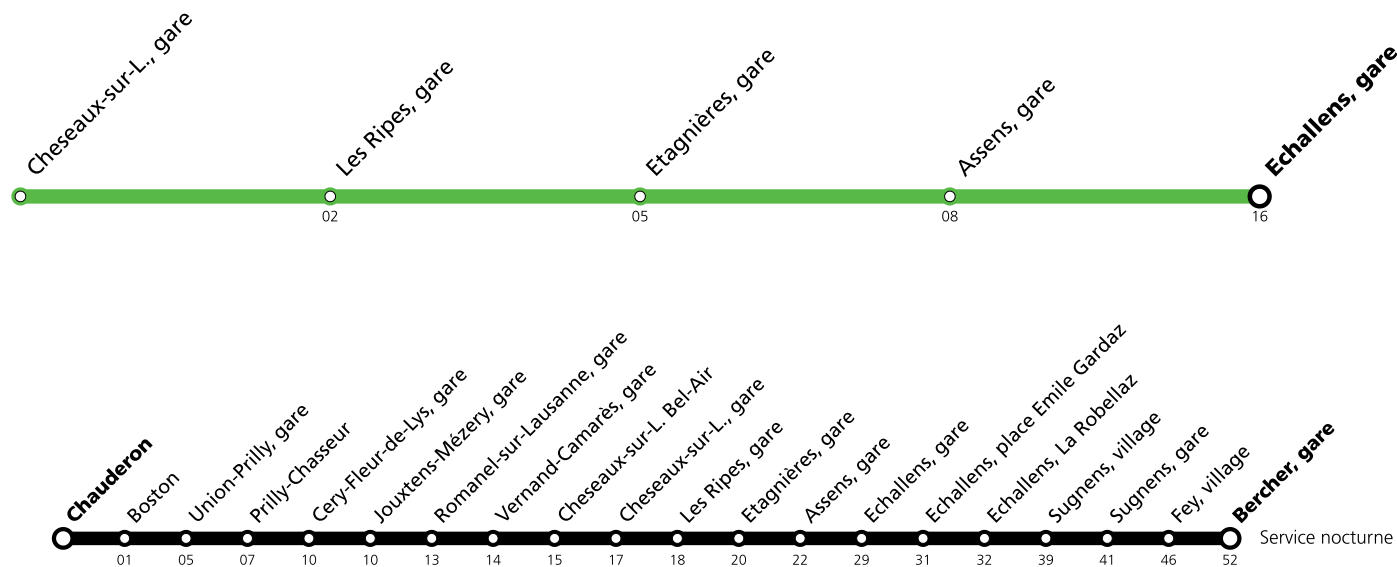 Cheseaux-sur-L., gare
Les Ripes, gare
Etagnières, gare
Assens, gare
Echallens, gare
02
05
08
16
Chauderon
Boston
Union-Prilly, gare
Prilly-Chasseur
Cery-Fleur-de-Lys, gare
Jouxtens-Mézery, gare
Romanel-sur-Lausanne, gare
Vernand-Camarès, gare
Cheseaux-sur-L. Bel-Air
Cheseaux-sur-L., gare
Les Ripes, gare
Etagnières, gare
Assens, gare
Echallens, gare
Echallens, place Emile Gardaz
Echallens, La Robellaz
Sugnens, village
Sugnens, gare
Fey, village
Bercher, gare
Service nocturne
01
05
07
10
10
13
14
15
17
18
20
22
29
31
32
39
41
46
52